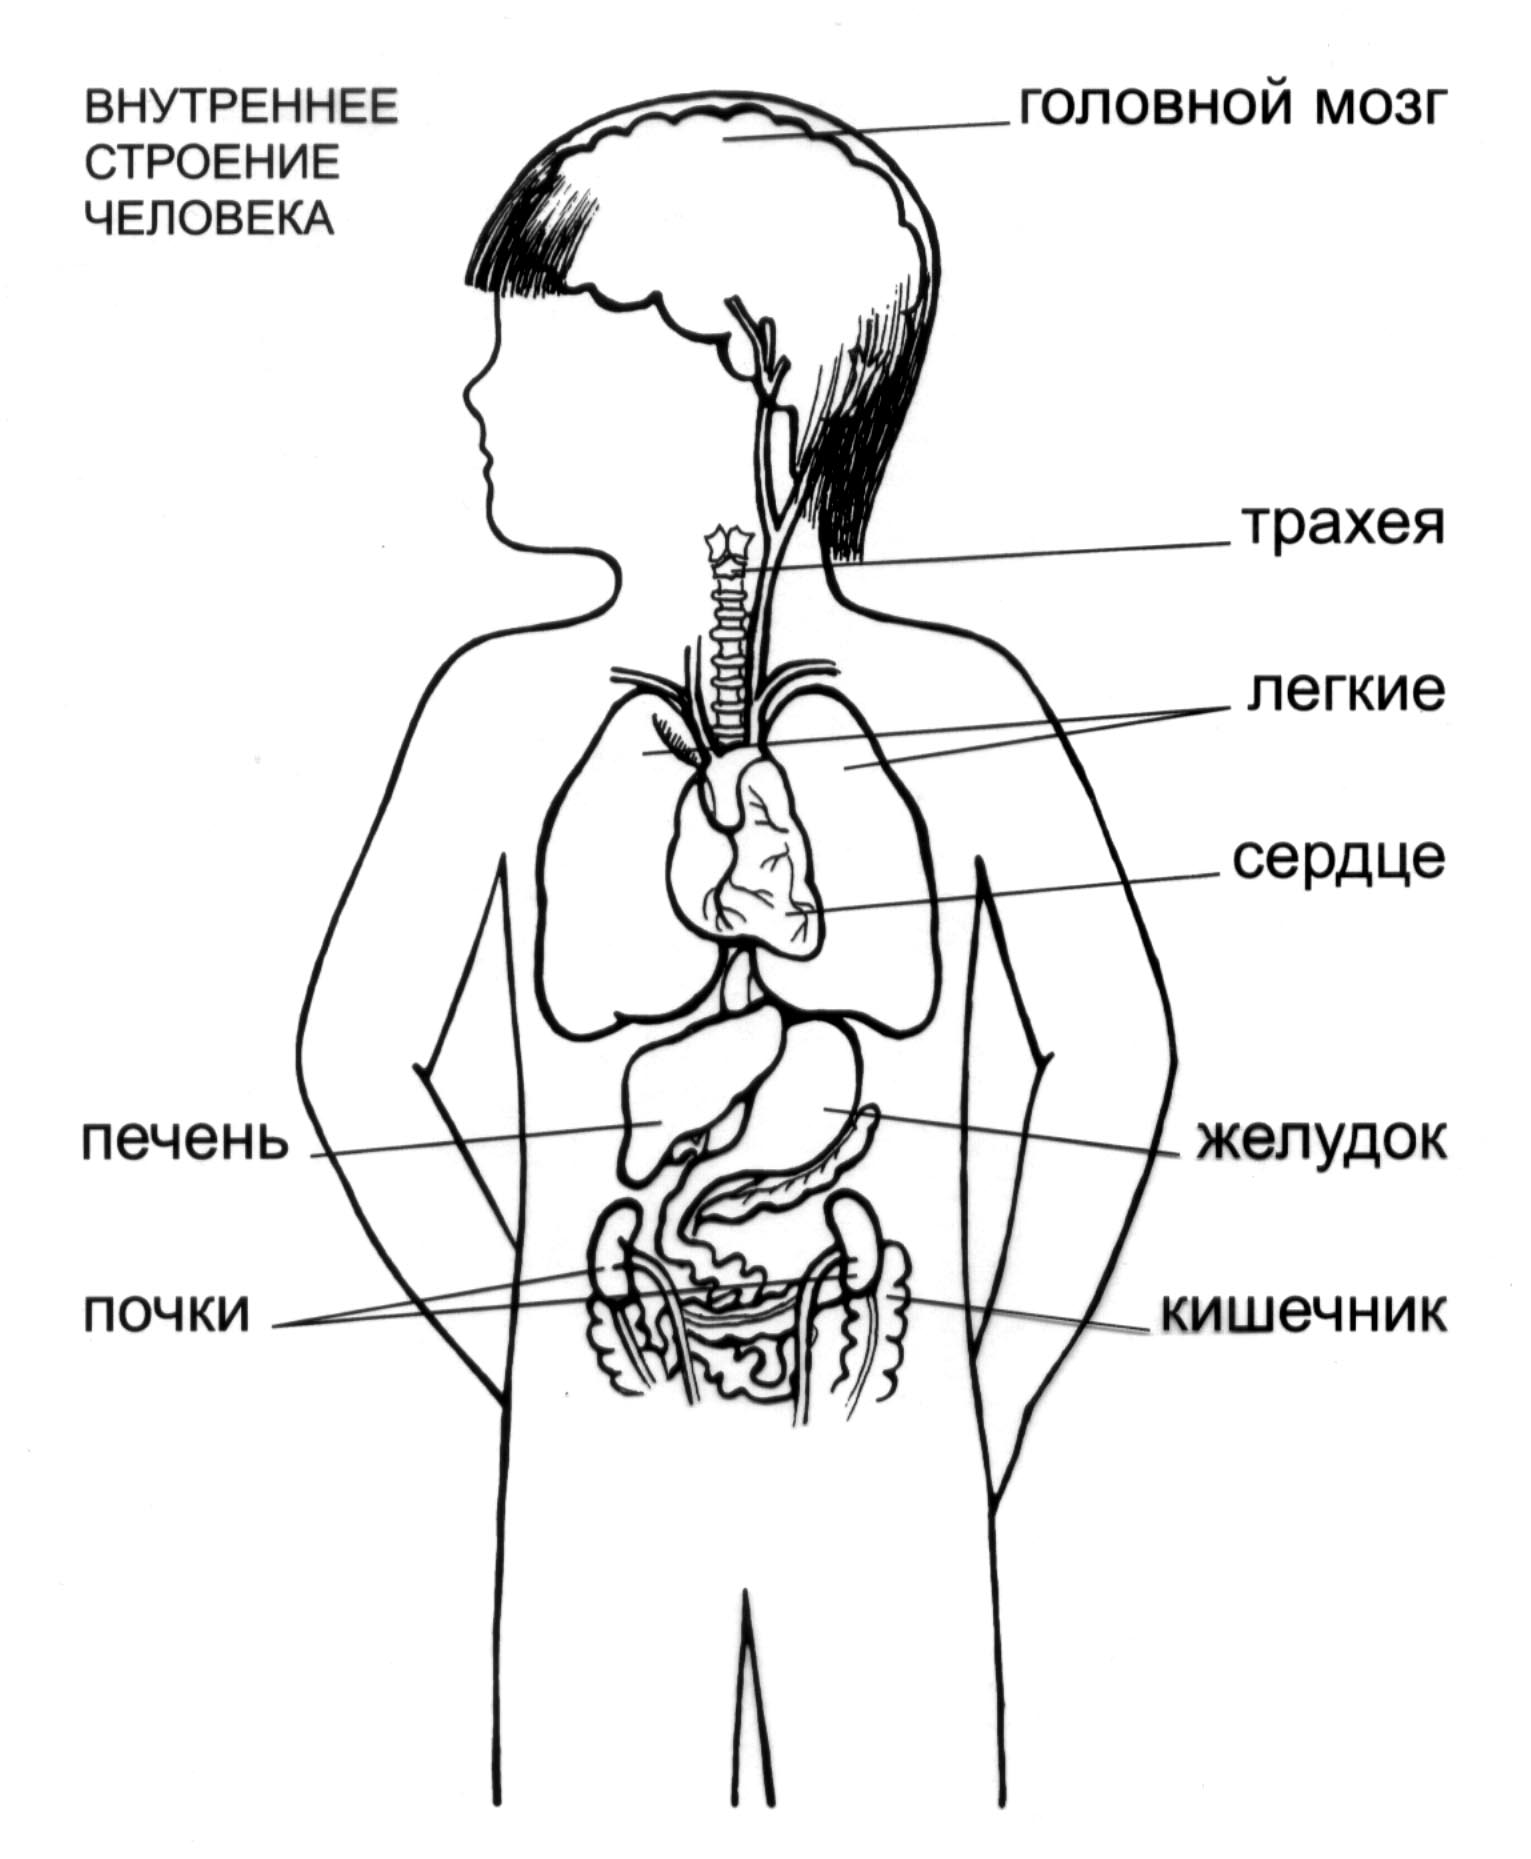 ВНУТРЕННЕЕ
СТРОЕНИЕ
ЧЕЛОВЕКА
головной мозг
трахея
легкие
сердце
печень
желудок
почки
кишечник